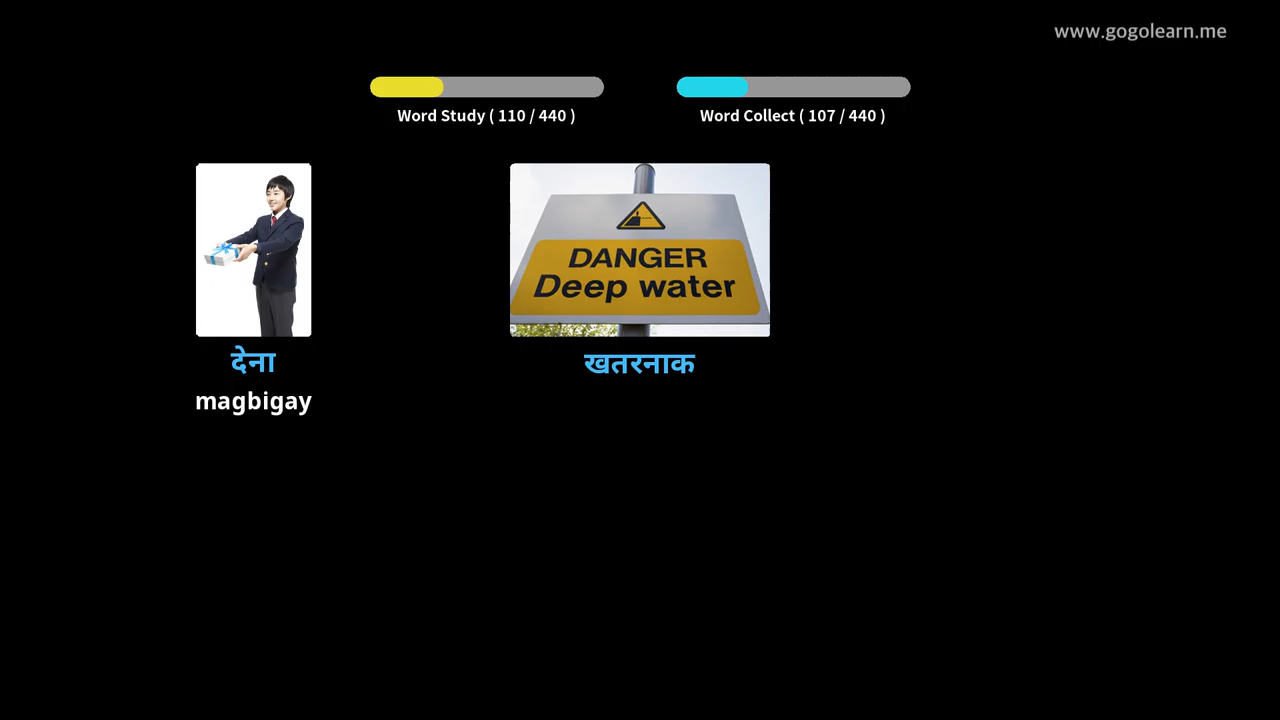 www.gogolearn.me
Word Study ( 110 / 440 )
Word Collect ( 107 / 440 )
DANGER
Deep water
देना
खतरनाक
magbigay